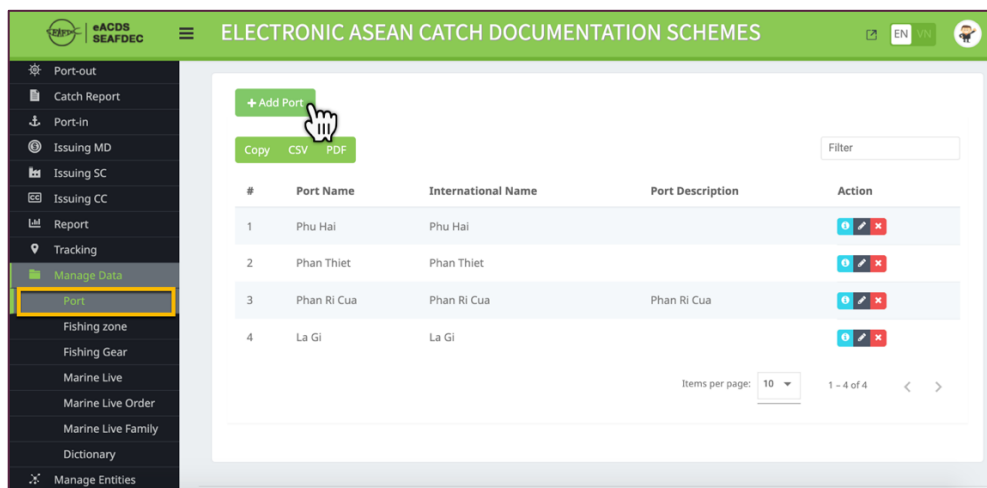 eACDS
SEAFDEC
ELECTRONIC ASEAN CATCH DOCUMENTATION SCHEMES
EN VN
Port-out
Catch Report
Port-in
Issuing MD
Issuing SC
Issuing CC
Report
Tracking
Manage Data
Port
Fishing zone
Fishing Gear
Marine Live
Marine Live Order
Marine Live Family
Dictionary
Manage Entities
+ Add Port
Copy CSV PDF
Filter
# Port Name International Name Port Description Action
1 Phu Hai Phu Hai
2 Phan Thiet Phan Thiet
3 Phan Ri Cua Phan Ri Cua Phan Ri Cua
4 La Gi La Gi
Items per page: 10 1 – 4 of 4